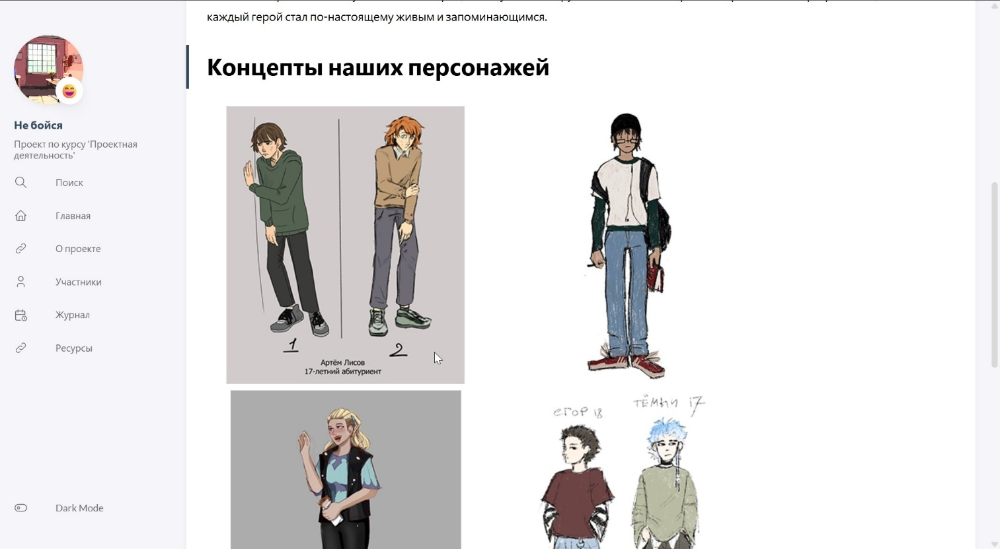 каждый герой стал по-настоящему живым и запоминающимся.
Концепты наших персонажей
Не бойся
Проект по курсу 'Проектная
деятельность'
Поиск
Главная
О проекте
Участники
Журнал
Ресурсы
Dark Mode
1
2
Артём Лисов
17-летний абитуриент
егор 18
тёмыч 17